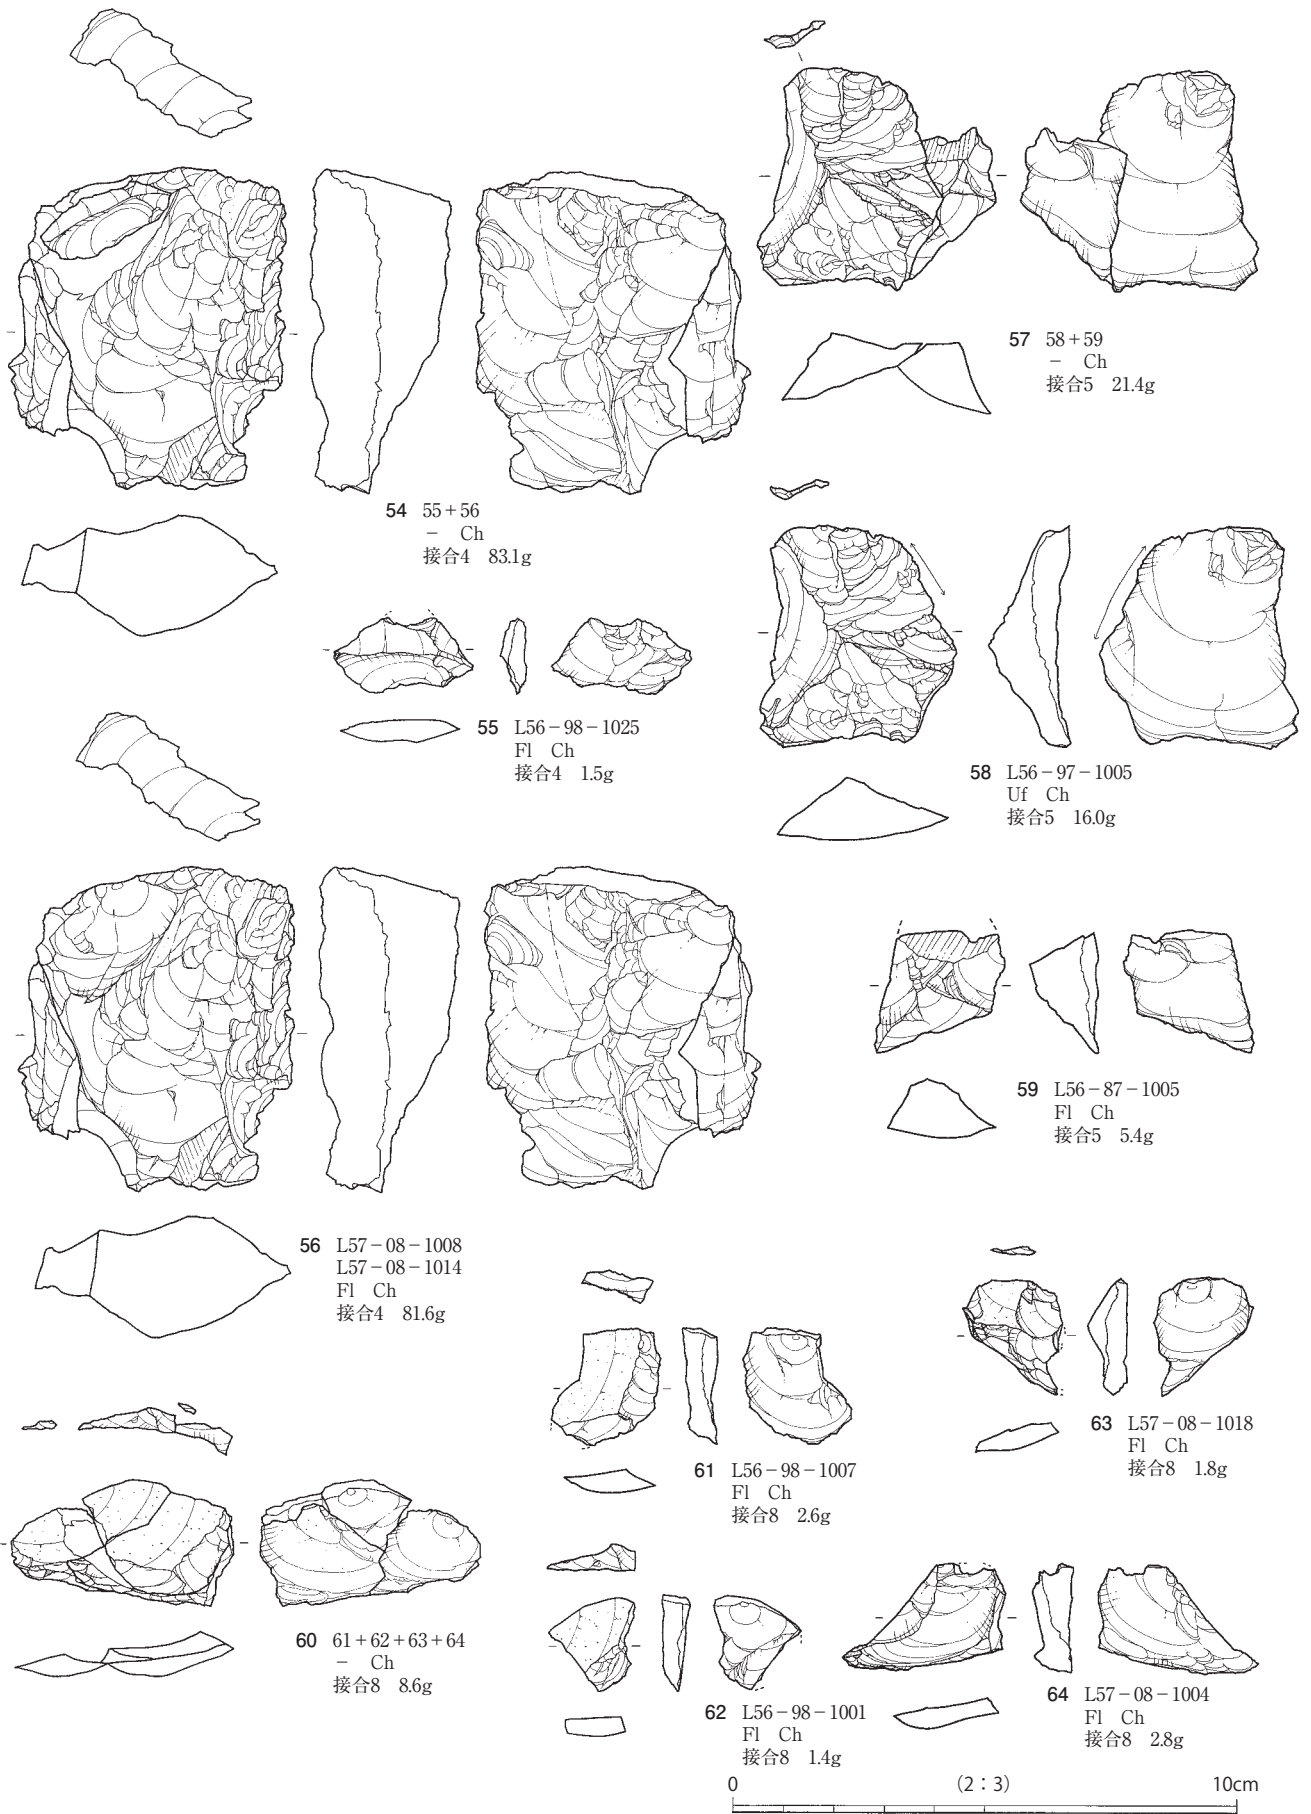 57 58+59
− Ch
接合5 21.4g
54 55+56
− Ch
接合4 83.1g
55 L56−98−1025
Fl Ch
接合4 1.5g
58 L56−97−1005
Uf Ch
接合5 16.0g
59 L56−87−1005
Fl Ch
接合5 5.4g
56 L57−08−1008
L57−08−1014
Fl Ch
接合4 81.6g
61 L56−98−1007
Fl Ch
接合8 2.6g
63 L57−08−1018
Fl Ch
接合8 1.8g
60 61+62+63+64
− Ch
接合8 8.6g
62 L56−98−1001
Fl Ch
接合8 1.4g
64 L57−08−1004
Fl Ch
接合8 2.8g
0 (2：3) 10cm